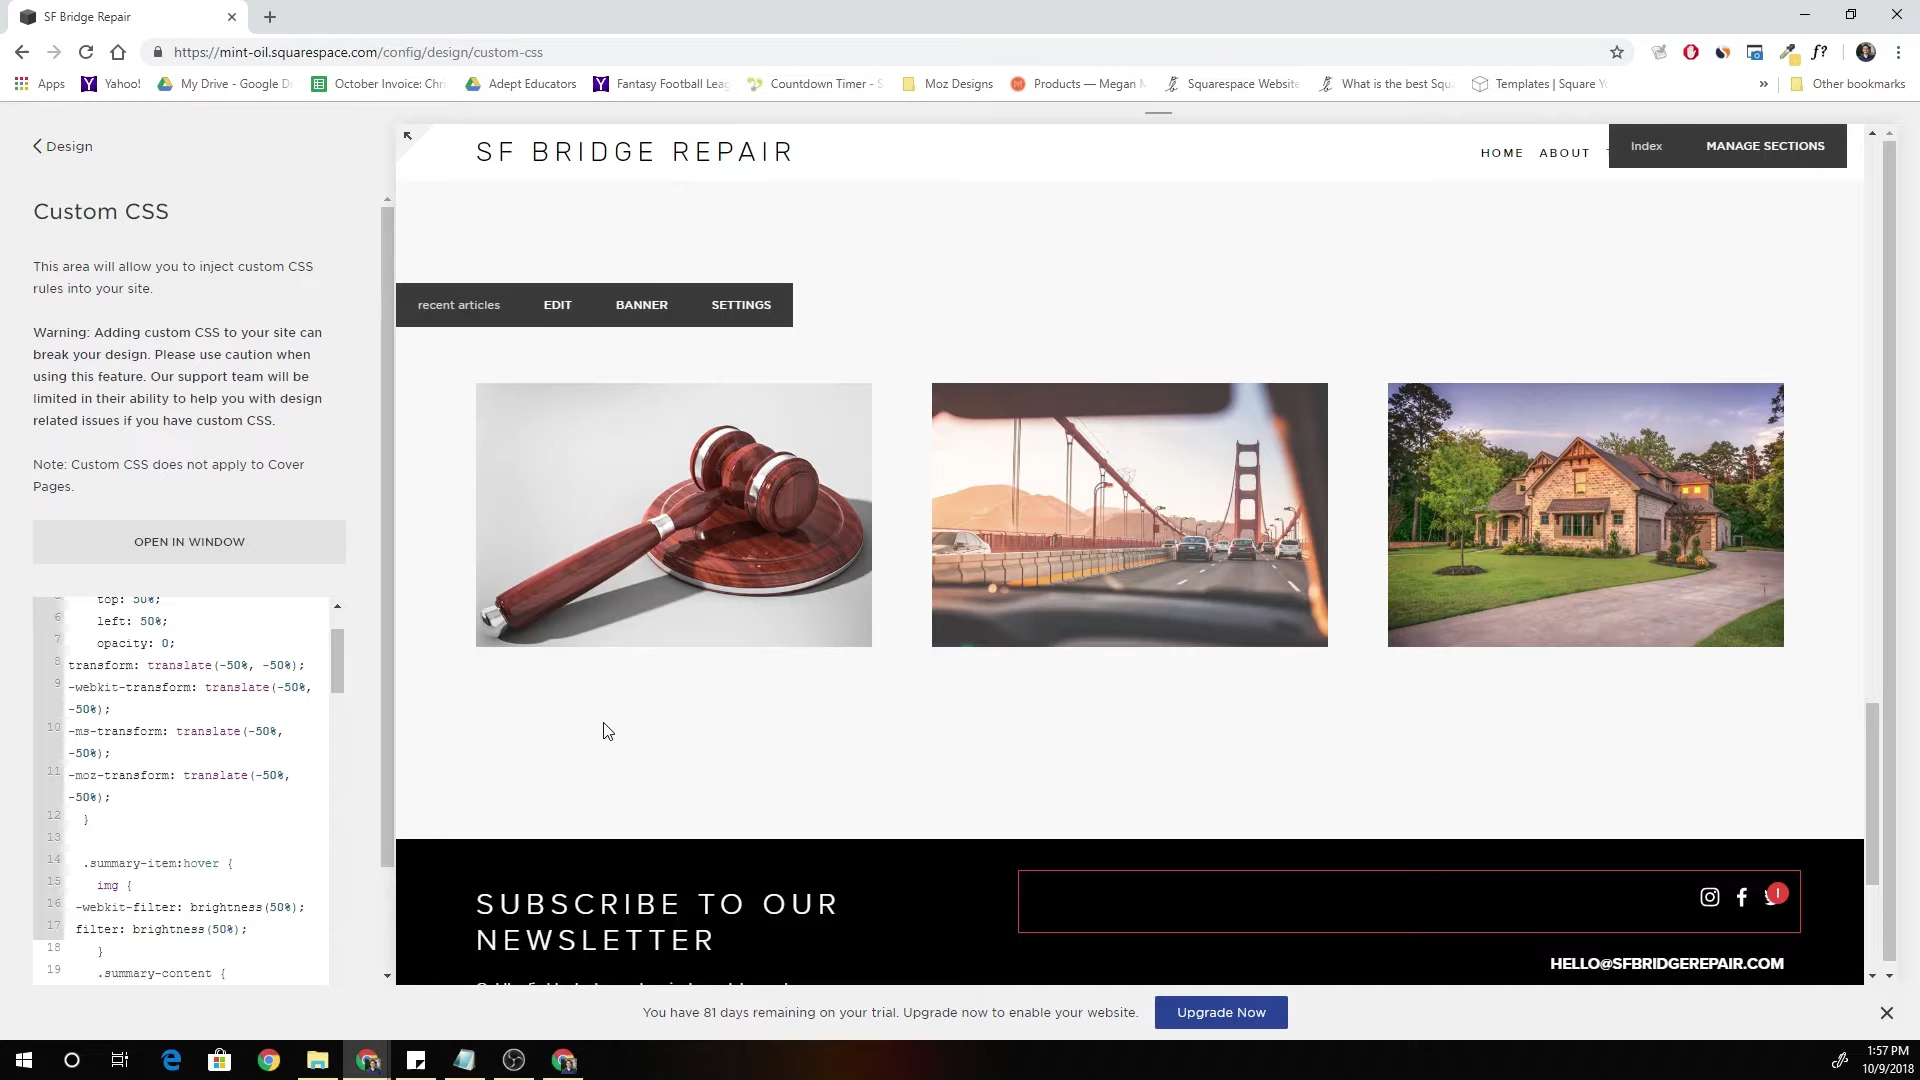 SF Bridge Repair
https://mint-oil.squarespace.com/config/design/custom-css
f?
Apps
Yahoo!
My Drive - Google D
October Invoice: Chri
Adept Educators
Fantasy Football Leag
Countdown Timer - S
Moz Designs
Products — Megan M
Squarespace Website
What is the best Squ
Templates | Square Yo
»
Other bookmarks
Design
SF BRIDGE REPAIR
HOME
ABOUT
Index
MANAGE SECTIONS
Custom CSS
This area will allow you to inject custom CSS
rules into your site.
Warning: Adding custom CSS to your site can
break your design. Please use caution when
using this feature. Our support team will be
limited in their ability to help you with design
related issues if you have custom CSS.
Note: Custom CSS does not apply to Cover
Pages.
OPEN IN WINDOW
recent articles
EDIT
BANNER
SETTINGS
top: 50%;
6 left: 50%;
7 opacity: 0;
8 transform: translate(-50%, -50%);
9 -webkit-transform: translate(-50%,
-50%);
10 -ms-transform: translate(-50%,
-50%);
11 -moz-transform: translate(-50%,
-50%);
12 }
13
14 .summary-item:hover {
15 img {
16 -webkit-filter: brightness(50%);
17 filter: brightness(50%);
18 }
19 .summary-content {
SUBSCRIBE TO OUR
NEWSLETTER
HELLO@SFBRIDGEREPAIR.COM
You have 81 days remaining on your trial. Upgrade now to enable your website.
Upgrade Now
1:57 PM
10/9/2018